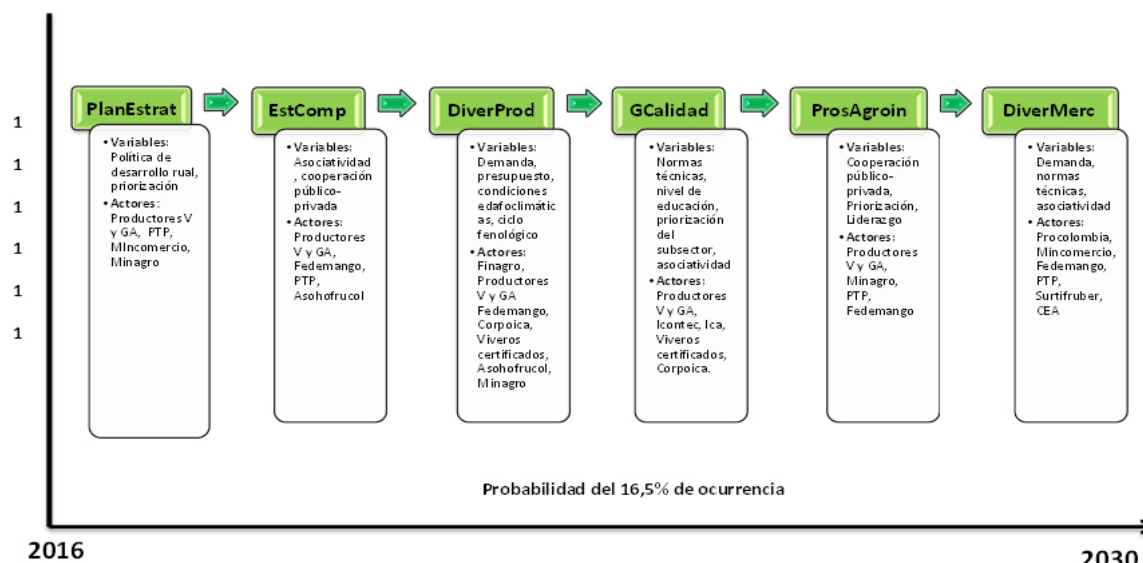 PlanEstrat
• Variables:
Política de
desarrollo rual,
priorización
• Actores:
Productores V
y GA, PTP,
MIncomercio,
Minagro
EstComp
• Variables:
Asociatividad
, cooperación
público-
privada
• Actores:
Productores
V y GA,
Fedemango,
PTP,
Asohofrucol
DiverProd
• Variables:
Demanda,
presupuesto,
condiciones
edafoclimátic
as, ciclo
fenológico
• Actores:
Finagro,
Productores
V y GA
Fedemango,
Corpoica,
Viveros
certificados,
Asohofrucol,
Minagro
GCalidad
• Variables:
Normas
técnicas,
nivel de
educación,
priorización
del
subsector,
asociatividad
• Actores:
Productores
V y GA,
Icontec, Ica,
Viveros
certificados,
Corpoica.
ProsAgroin
• Variables:
Cooperación
público-
privada,
Priorización,
Liderazgo
• Actores:
Productores
V y GA,
Minagro,
PTP,
Fedemango
DiverMerc
• Variables:
Demanda,
normas
técnicas,
asociatividad
• Actores:
Procolombia,
Mincomercio,
Fedemango,
PTP,
Surtifruber,
CEA
1
1
1
1
1
1
Probabilidad del 16,5% de ocurrencia
2016
2030